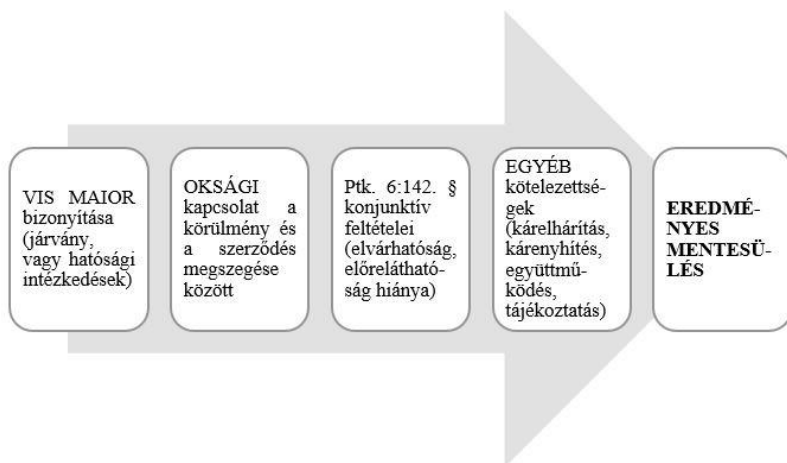 VIS MAIOR
bizonyítása
(járvány,
vagy hatósági
intézkedések)
OKSÁGI
kapcsolat a
körülmény és
a szerződés
megszegése
között
Ptk. 6:142. §
konjunktív
feltételei
(elvárhatóság,
előrelátható-
ság hiánya)
EGYÉB
kötelezettsé-
gek
(kárelhárítás,
kárenyhítés,
együttmű-
ködés,
tájékoztatás)
EREDMÉ-
NYES
MENTESÜ-
LÉS